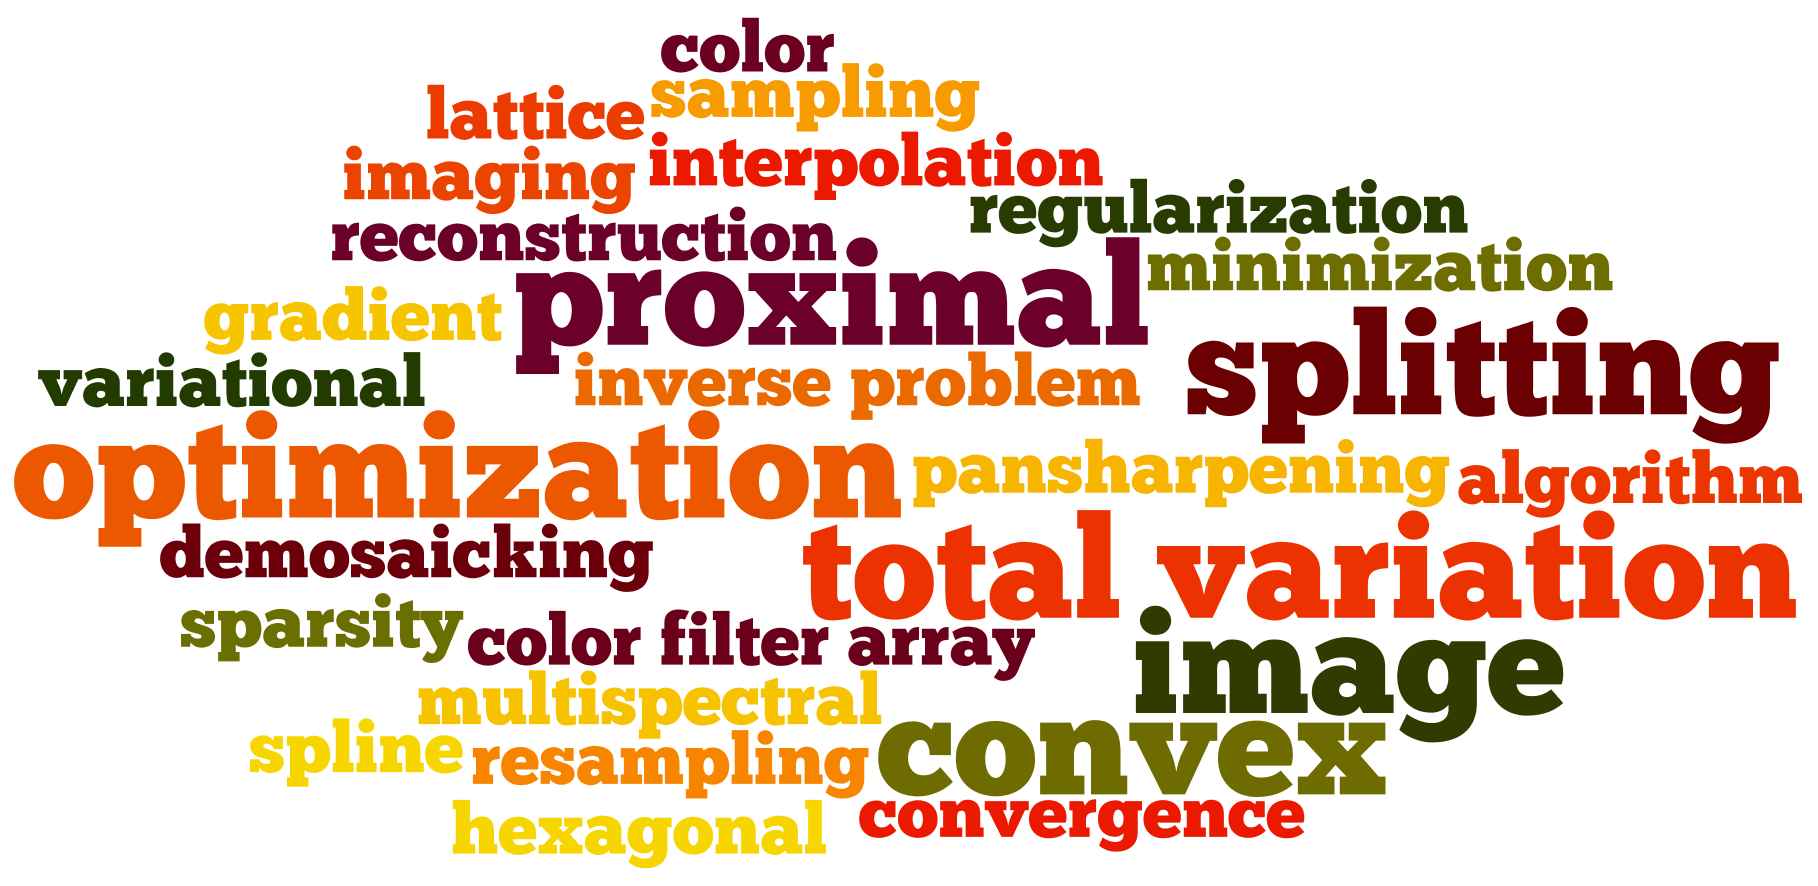 color
sampling
lattice
interpolation
imaging
regularization
reconstruction
proximal
minimization
gradient
splitting
variational
inverse problem
optimization
pansharpening
algorithm
demosaicking
total variation
sparsity
color filter array
image
multispectral
convex
spline
resampling
convergence
hexagonal